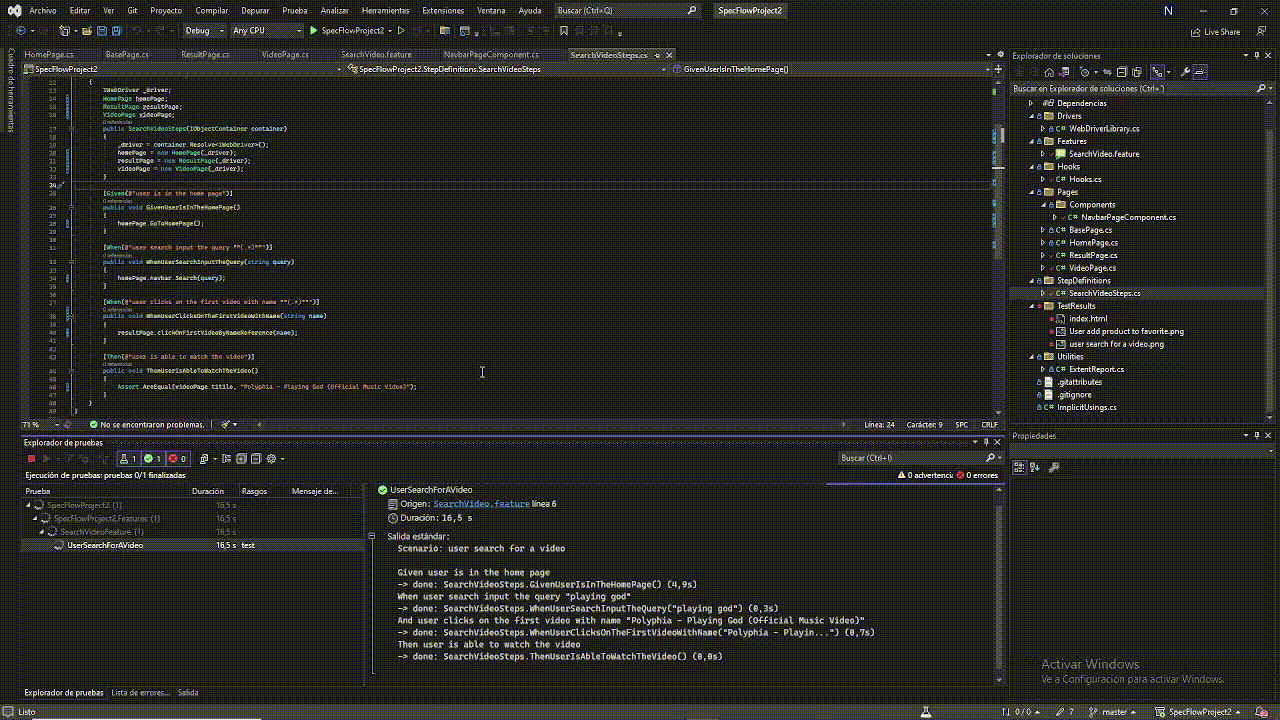 Archivo Editar Ver Git Proyecto Compilar Depurar Prueba Analizar Herramientas Extensiones Ventana Ayuda Buscar (Ctrl+Q) SpecFlowProject2 N
Debug Any CPU SpecFlowProject2 Live Share
Cuadro de herramientas
HomePage.cs BasePage.cs ResultPage.cs VideoPage.cs SearchVideo.feature NavbarPageComponent.cs SearchVideoSteps.cs
SpecFlowProject2 SpecFlowProject2.StepDefinitions.SearchVideoSteps GivenUserIsInTheHomePage()
{
IWebDriver _driver;
HomePage homePage;
ResultPage resultPage;
VideoPage videoPage;
0 referencias
public SearchVideoSteps(IObjectContainer container)
{
_driver = container.Resolve<IWebDriver>();
homePage = new HomePage(_driver);
resultPage = new ResultPage(_driver);
videoPage = new VideoPage(_driver);
}
[Given(@"user is in the home page")]
0 referencias
public void GivenUserIsInTheHomePage()
{
homePage.GoToHomePage();
}
[When(@"user search input the query ""(.*)""")]
0 referencias
public void WhenUserSearchInputTheQuery(string query)
{
homePage.navbar.Search(query);
}
[When(@"user clicks on the first video with name ""(.*)""")]
0 referencias
public void WhenUserClicksOnTheFirstVideoWithName(string name)
{
resultPage.clickOnFirstVideoByNameReference(name);
}
[Then(@"user is able to watch the video")]
0 referencias
public void ThenUserIsAbleToWatchTheVideo()
{
Assert.AreEqual(videoPage.titile, "Polyphia - Playing God (Official Music Video)");
}
}
}
71 % No se encontraron problemas. Línea: 24 Carácter: 9 SPC CRLF
Explorador de soluciones
Buscar en Explorador de soluciones (Ctrl+')
Dependencias
Drivers
C# WebDriverLibrary.cs
Features
SearchVideo.feature
Hooks
C# Hooks.cs
Pages
Components
C# NavbarPageComponent.cs
C# BasePage.cs
C# HomePage.cs
C# ResultPage.cs
C# VideoPage.cs
StepDefinitions
C# SearchVideoSteps.cs
TestResults
index.html
User add product to favorite.png
user search for a video.png
Utilities
C# ExtentReport.cs
.gitattributes
.gitignore
C# ImplicitUsings.cs
Propiedades
Explorador de pruebas
1 1 0 Buscar (Ctrl+I)
Ejecución de pruebas: pruebas 0/1 finalizadas 0 advertenci 0 errores
Prueba Duración Rasgos Mensaje de...
SpecFlowProject2 (1) 16,5 s
SpecFlowProject2.Features (1) 16,5 s
SearchVideoFeature (1) 16,5 s
UserSearchForAVideo 16,5 s test
UserSearchForAVideo
Origen: SearchVideo.feature línea 6
Duración: 16,5 s
Salida estándar:
Scenario: user search for a video
Given user is in the home page
-> done: SearchVideoSteps.GivenUserIsInTheHomePage() (4,9s)
When user search input the query "playing god"
-> done: SearchVideoSteps.WhenUserSearchInputTheQuery("playing god") (0,3s)
And user clicks on the first video with name "Polyphia - Playing God (Official Music Video)"
-> done: SearchVideoSteps.WhenUserClicksOnTheFirstVideoWithName("Polyphia - Playin...") (0,7s)
Then user is able to watch the video
-> done: SearchVideoSteps.ThenUserIsAbleToWatchTheVideo() (0,0s)
Activar Windows
Ve a Configuración para activar Windows.
Explorador de pruebas Lista de errores... Salida
Listo 0 / 0 7 master SpecFlowProject2 2